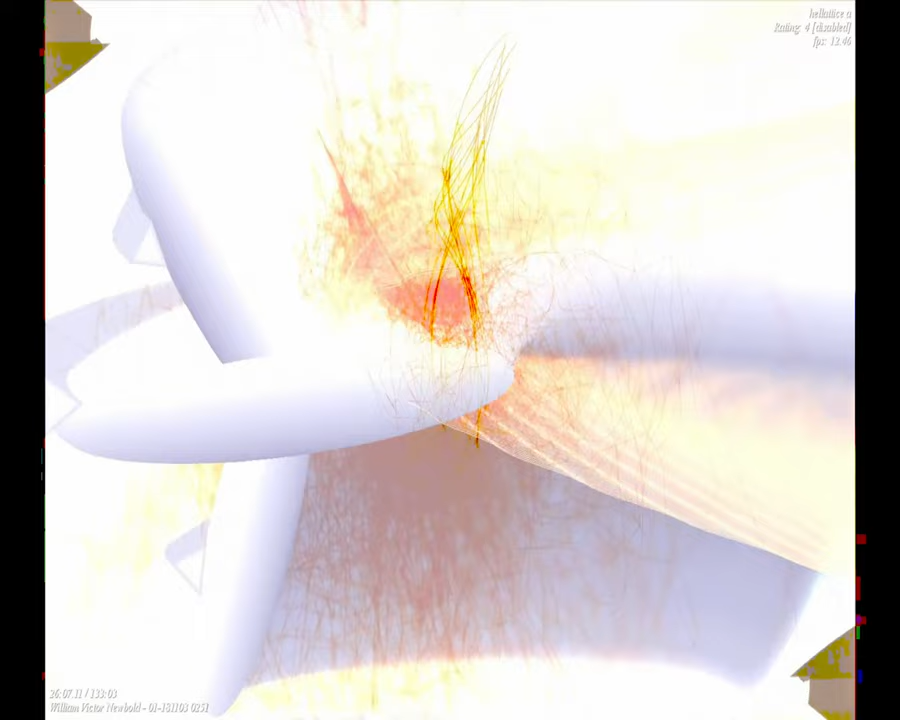 hellattice a
Rating: 4 [disabled]
fps: 13.46
26:07.11 / 133:03
William Victor Newbold - 01-181103 0251